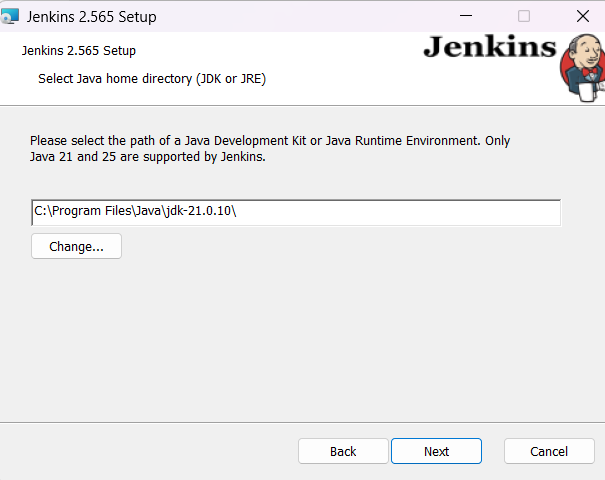 Jenkins 2.565 Setup
Jenkins 2.565 Setup
Jenkins
Select Java home directory (JDK or JRE)
Please select the path of a Java Development Kit or Java Runtime Environment. Only
Java 21 and 25 are supported by Jenkins.
C:\Program Files\Java\jdk-21.0.10\
Change...
Back
Next
Cancel